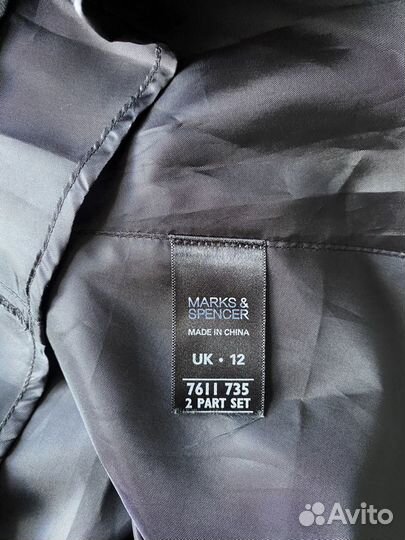 MARKS &
SPENCER
MADE IN CHINA
UK • 12
7611 735
2 PART SET
Avito